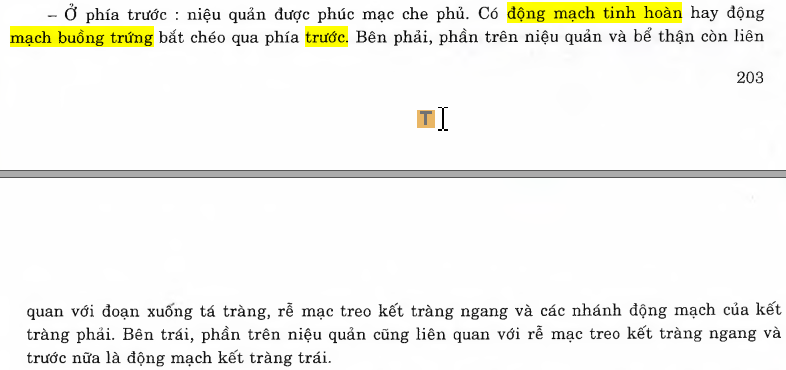 – Ở phía trước : niệu quản được phúc mạc che phủ. Có động mạch tinh hoàn hay động
mạch buồng trứng bắt chéo qua phía trước. Bên phải, phần trên niệu quản và bể thận còn liên
203
T
quan với đoạn xuống tá tràng, rễ mạc treo kết tràng ngang và các nhánh động mạch của kết
tràng phải. Bên trái, phần trên niệu quản cũng liên quan với rễ mạc treo kết tràng ngang và
trước nữa là động mạch kết tràng trái.